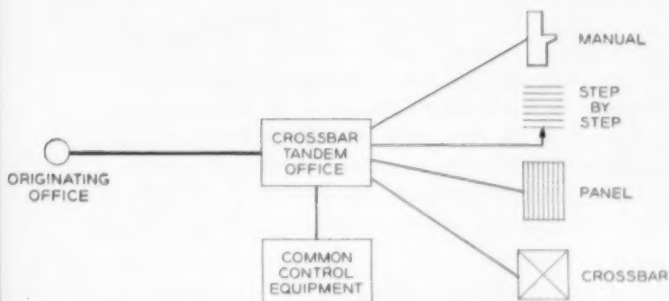 ORIGINATING
OFFICE
CROSSBAR
TANDEM
OFFICE
COMMON
CONTROL
EQUIPMENT
MANUAL
STEP
BY
STEP
PANEL
CROSSBAR